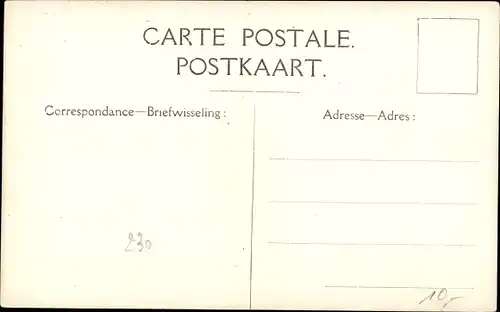 CARTE POSTALE.
POSTKAART.
Correspondance—Briefwisseling:
Adresse—Adres:
230
10,-